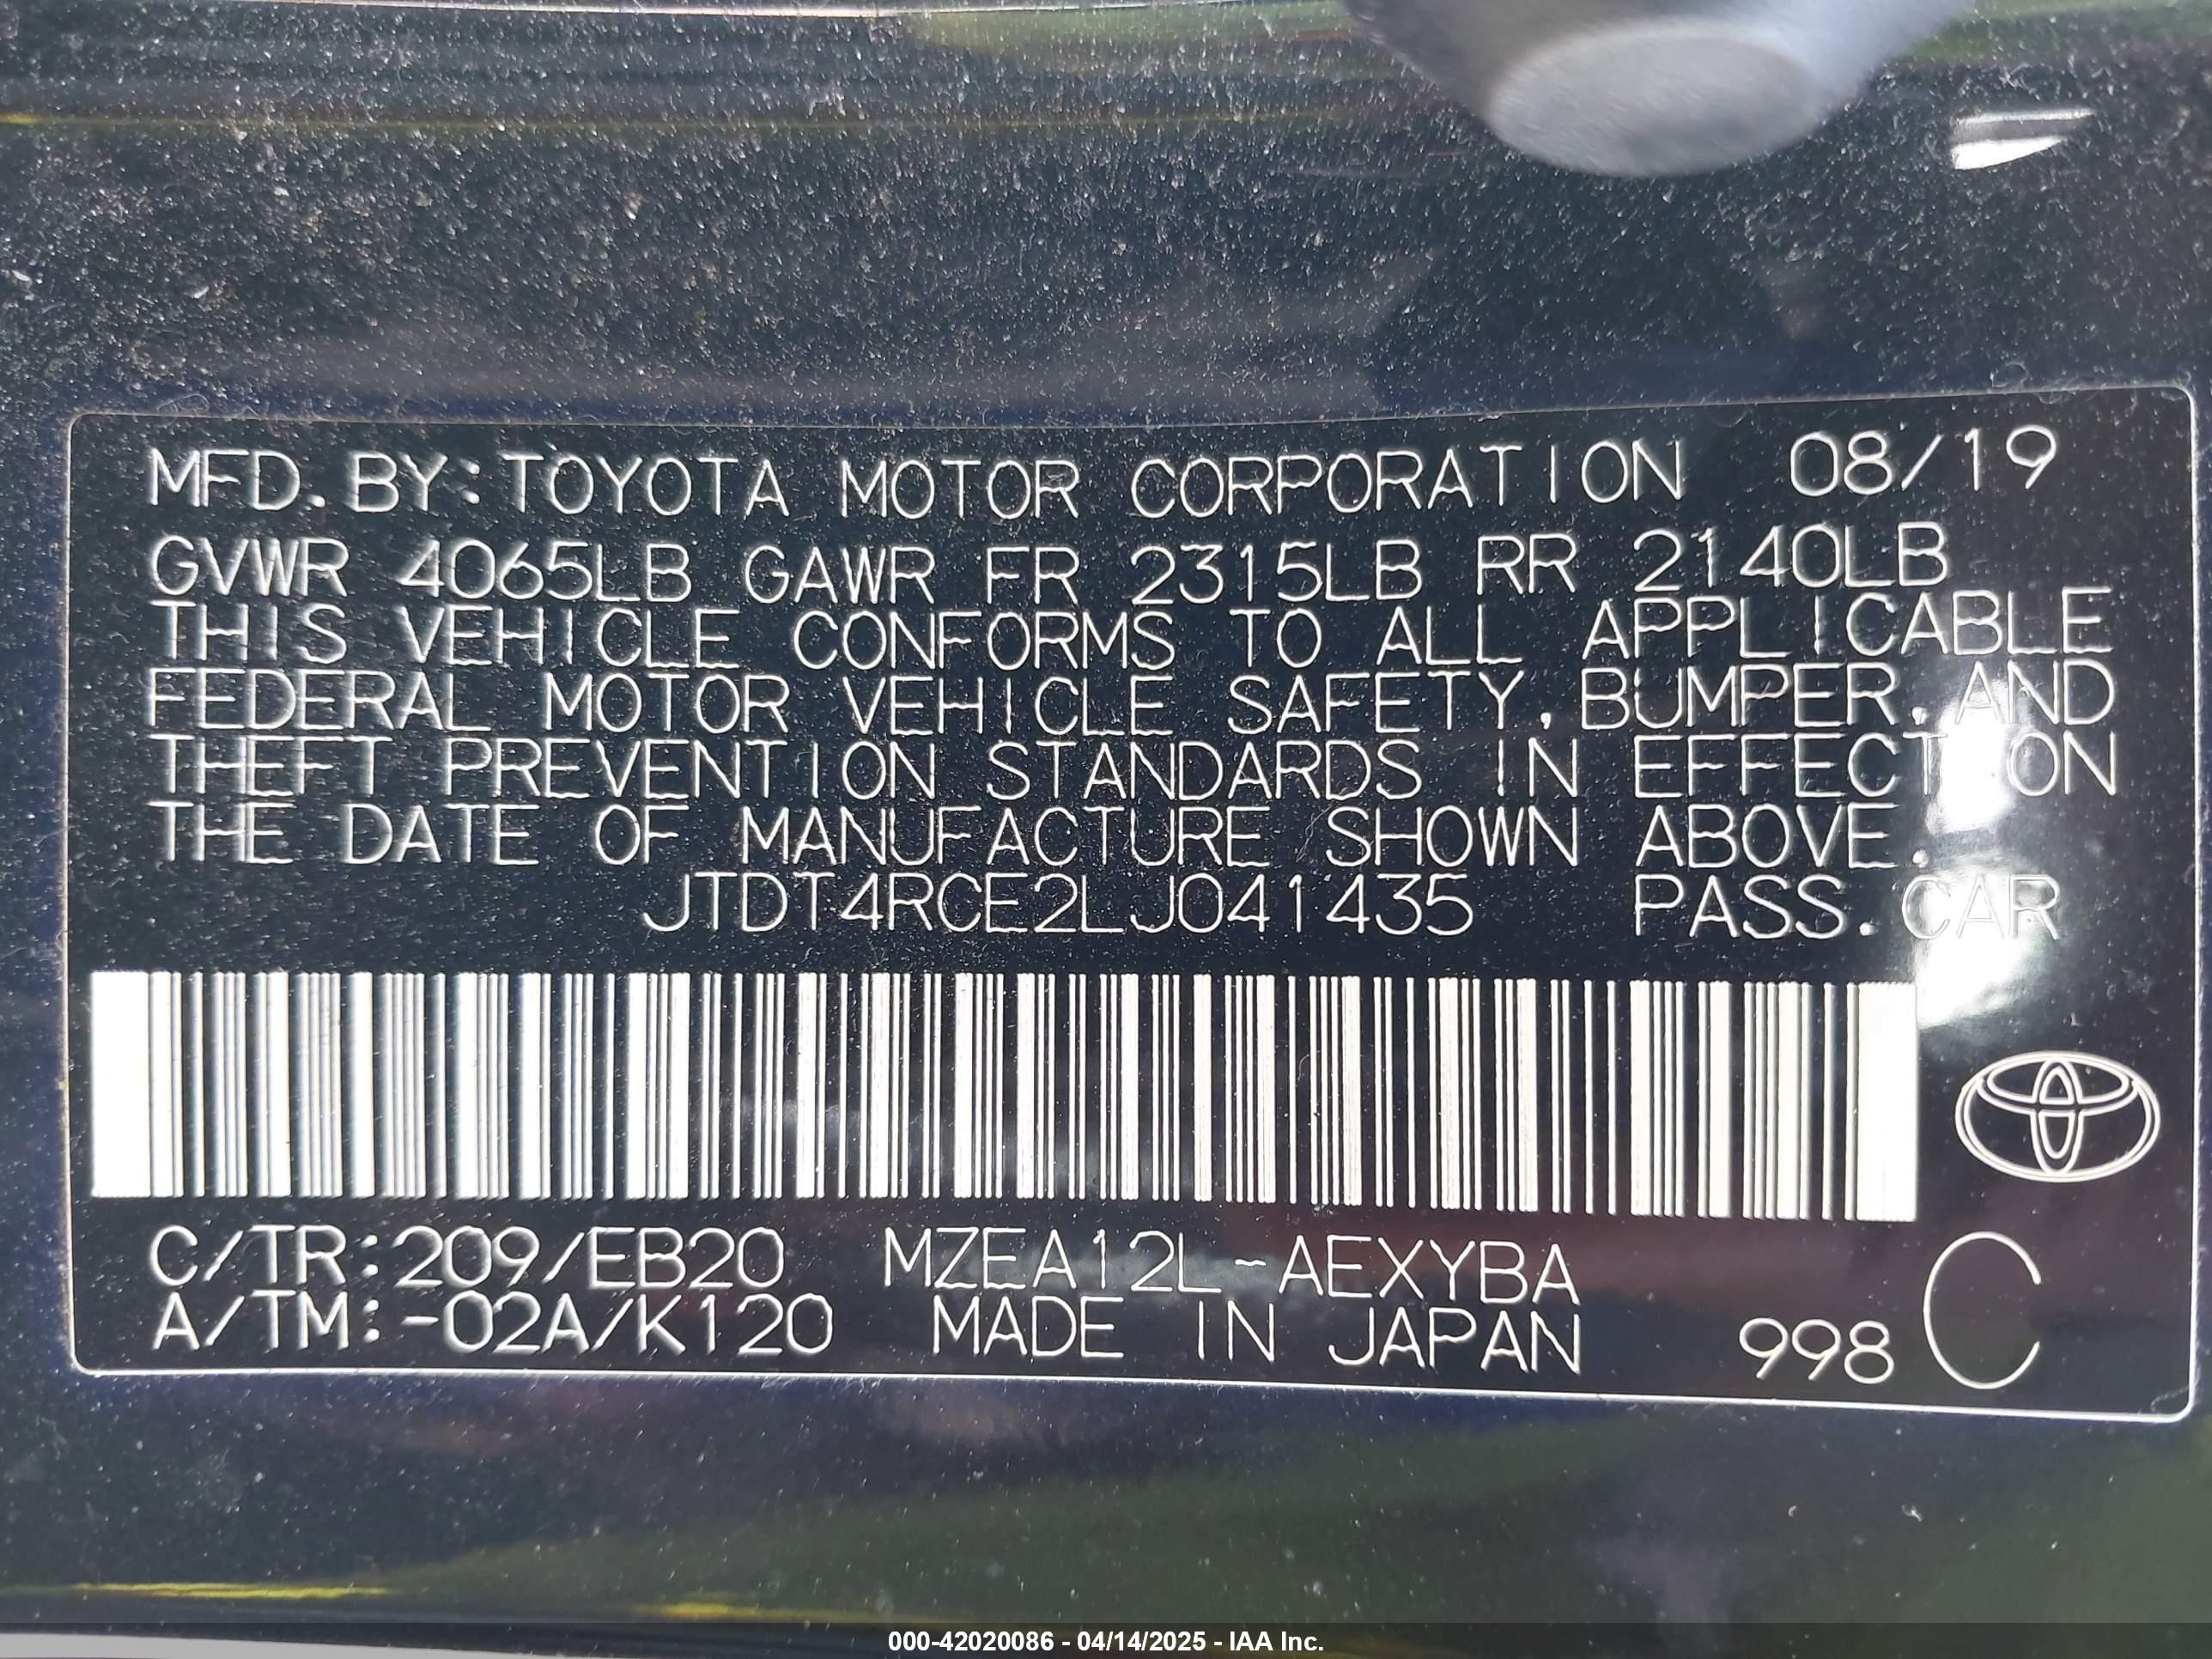 MFD. BY: TOYOTA MOTOR CORPORATION 08/19
GVWR 4065LB GAWR FR 2315LB RR 2140LB
THIS VEHICLE CONFORMS TO ALL APPLICABLE
FEDERAL MOTOR VEHICLE SAFETY, BUMPER, AND
THEFT PREVENTION STANDARDS IN EFFECT ON
THE DATE OF MANUFACTURE SHOWN ABOVE.
JTDT4RCE2LJ041435 PASS. CAR
C/TR:209/EB20 MZEA12L-AEXYBA
A/TM:-02A/K120 MADE IN JAPAN 998 C
000-42020086 - 04/14/2025 - IAA Inc.